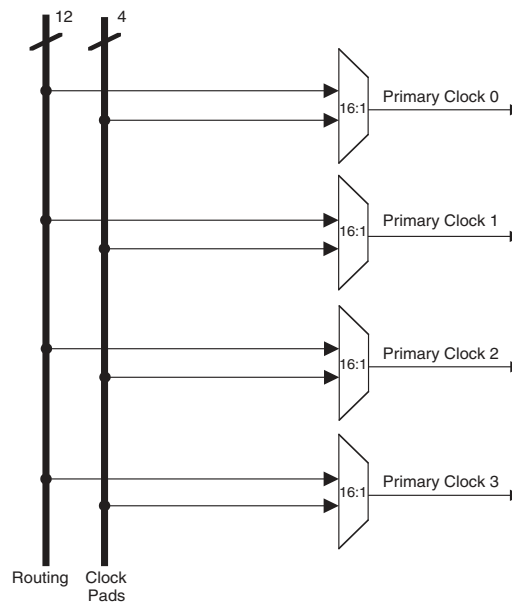 12
4
Primary Clock 0
16:1
Primary Clock 1
16:1
Primary Clock 2
16:1
Primary Clock 3
16:1
Routing
Clock
Pads